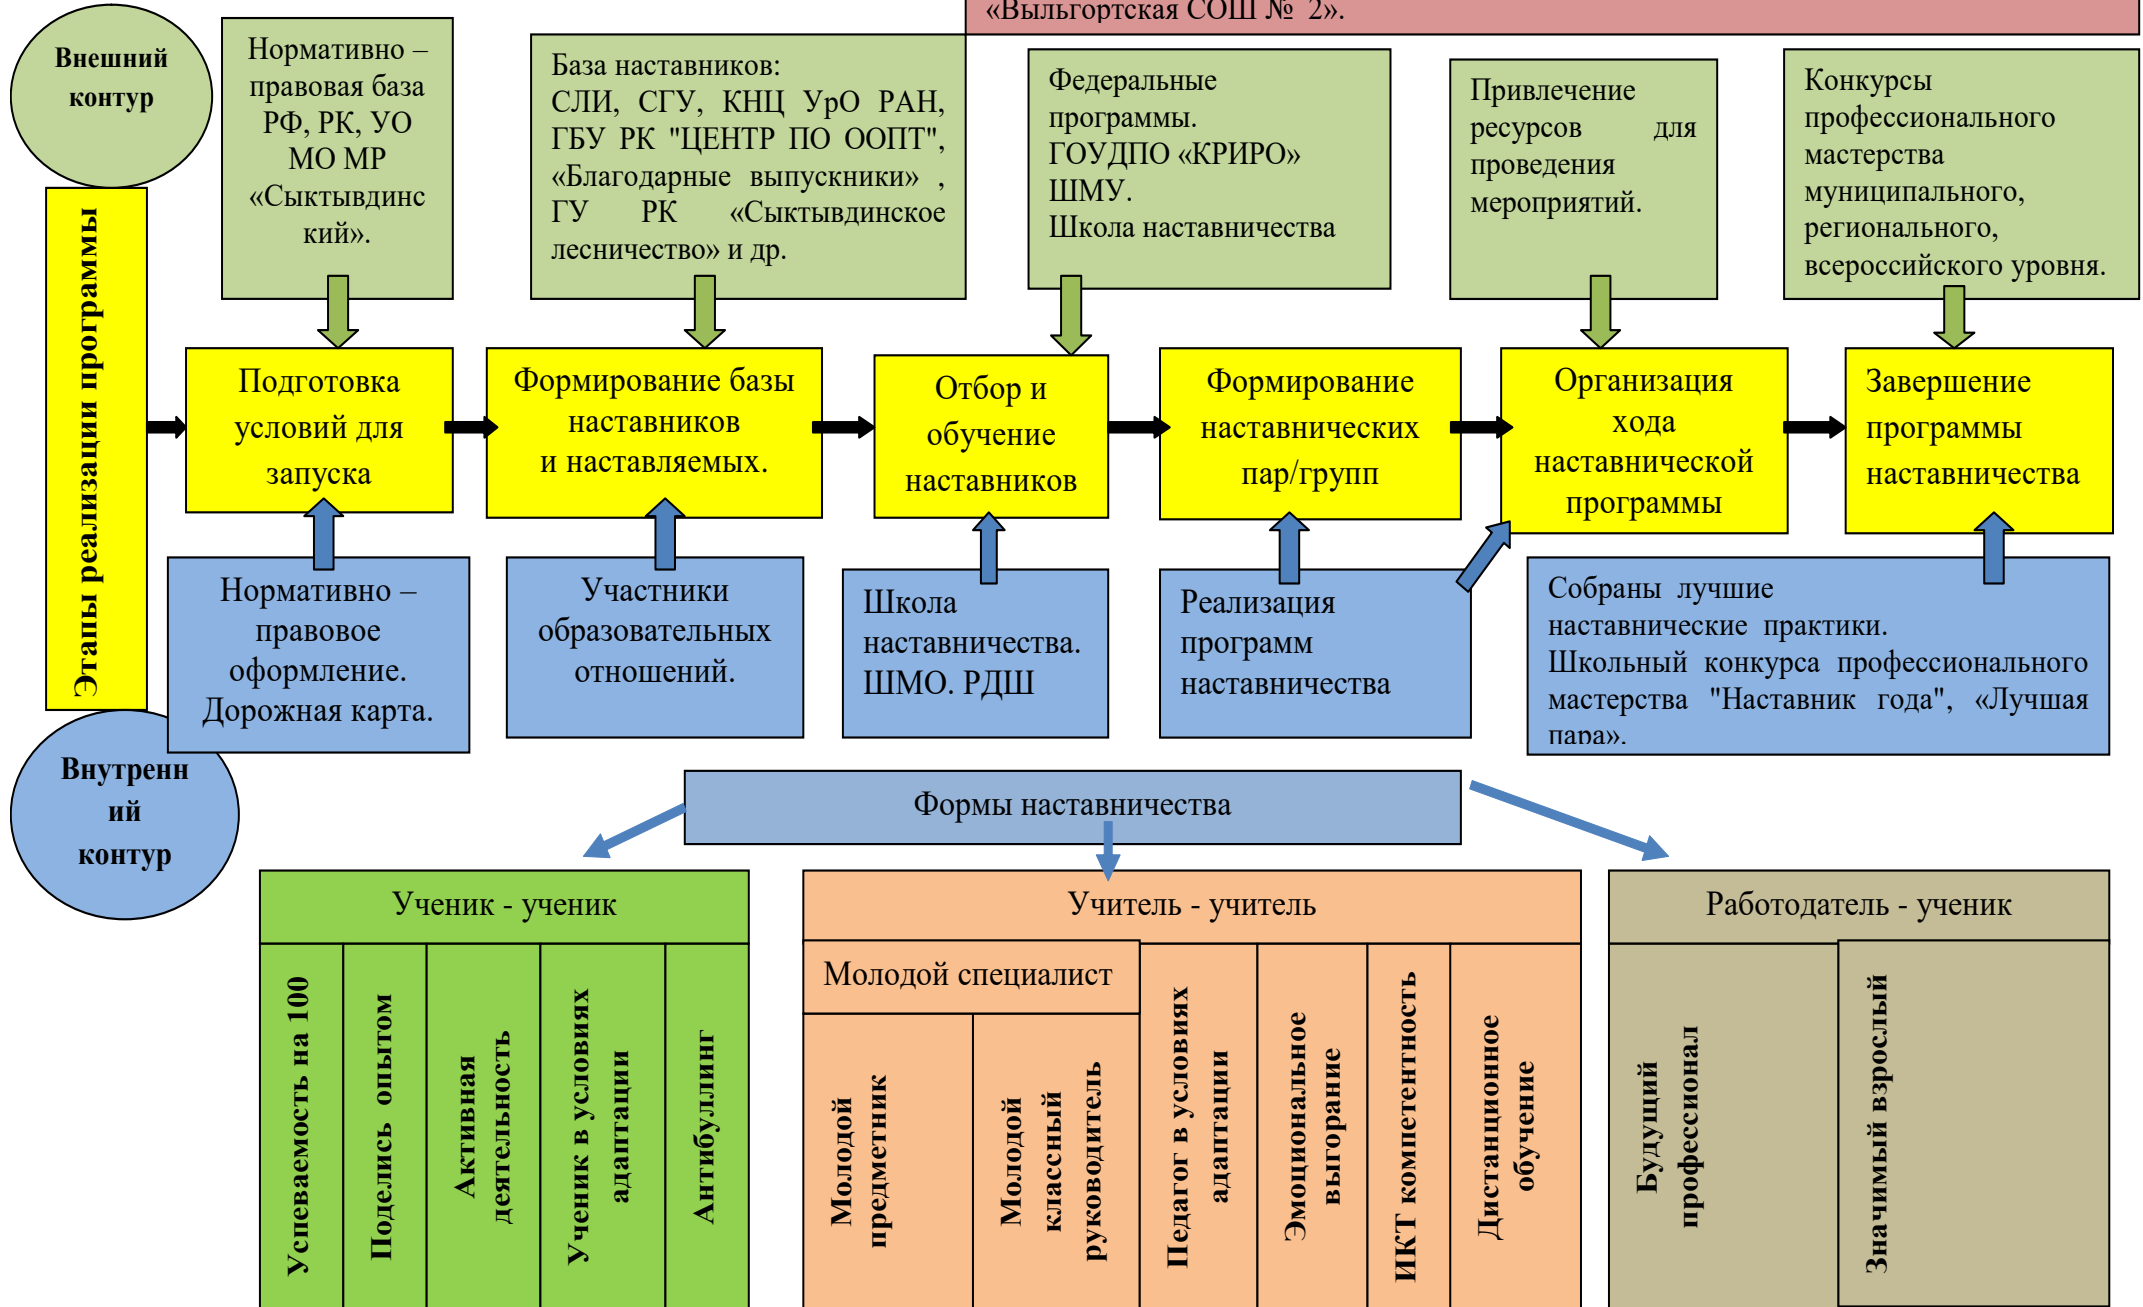 «Выльгортская СОШ № 2».
Внешний
контур
Нормативно –
правовая база
РФ, РК, УО
МО МР
«Сыктывдинс
кий».
База наставников:
СЛИ, СГУ, КНЦ УрО РАН,
ГБУ РК "ЦЕНТР ПО ООПТ",
«Благодарные выпускники» ,
ГУ РК «Сыктывдинское
лесничество» и др.
Федеральные
программы.
ГОУДПО «КРИРО»
ШМУ.
Школа наставничества
Привлечение
ресурсов для
проведения
мероприятий.
Конкурсы
профессионального
мастерства
муниципального,
регионального,
всероссийского уровня.
Этапы реализации программы
Подготовка
условий для
запуска
Формирование базы
наставников
и наставляемых.
Отбор и
обучение
наставников
Формирование
наставнических
пар/групп
Организация
хода
наставнической
программы
Завершение
программы
наставничества
Нормативно –
правовое
оформление.
Дорожная карта.
Участники
образовательных
отношений.
Школа
наставничества.
ШМО. РДШ
Реализация
программ
наставничества
Собраны лучшие
наставнические практики.
Школьный конкурса профессионального
мастерства "Наставник года", «Лучшая
пара».
Внутренн
ий
контур
Формы наставничества
Ученик - ученик
Успеваемость на 100
Поделись опытом
Активная
деятельность
Ученик в условиях
адаптации
Антибуллинг
Учитель - учитель
Молодой специалист
Молодой
предметник
Молодой
классный
руководитель
Педагог в условиях
адаптации
Эмоциональное
выгорание
ИКТ компетентность
Дистанционное
обучение
Работодатель - ученик
Будущий
профессионал
Значимый взрослый